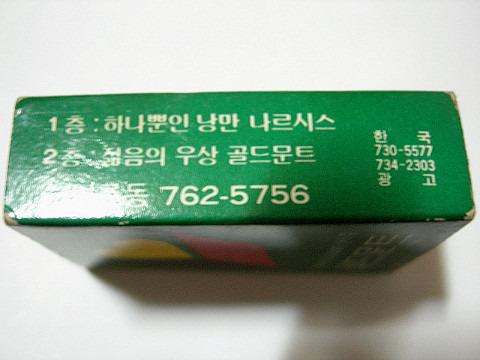 1층 : 하나뿐인 낭만 나르시스
2층 : 젊음의 우상 골드문트
동 762-5756
한국
730-5577
734-2303
광고